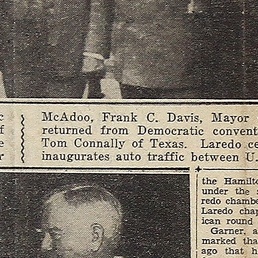 McAdoo, Frank C. Davis, Mayor
returned from Democratic convent
Tom Connally of Texas. Laredo ce
inaugurates auto traffic between U.
the Hamilt
under the s
redo chambe
Laredo chap
ican round
Garner, a
marked tha
ago that h